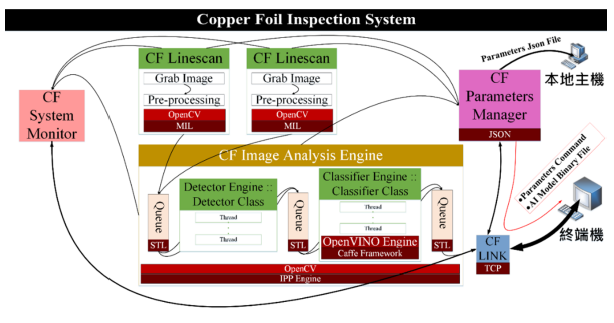 Copper Foil Inspection System
CF Linescan
Grab Image
Pre-processing
OpenCV
MIL
CF Linescan
Grab Image
Pre-processing
OpenCV
MIL
Parameters Json File
本地主機
CF
System
Monitor
CF
Parameters
Manager
JSON
CF Image Analysis Engine
Queue
STL
Detector Engine ::
Detector Class
Thread
Thread
Queue
STL
Classifier Engine ::
Classifier Class
Thread
Thread
OpenVINO Engine
Caffe Framework
Queue
STL
OpenCV
IPP Engine
•Parameters Command
•AI Model Binary File
終端機
CF
LINK
TCP